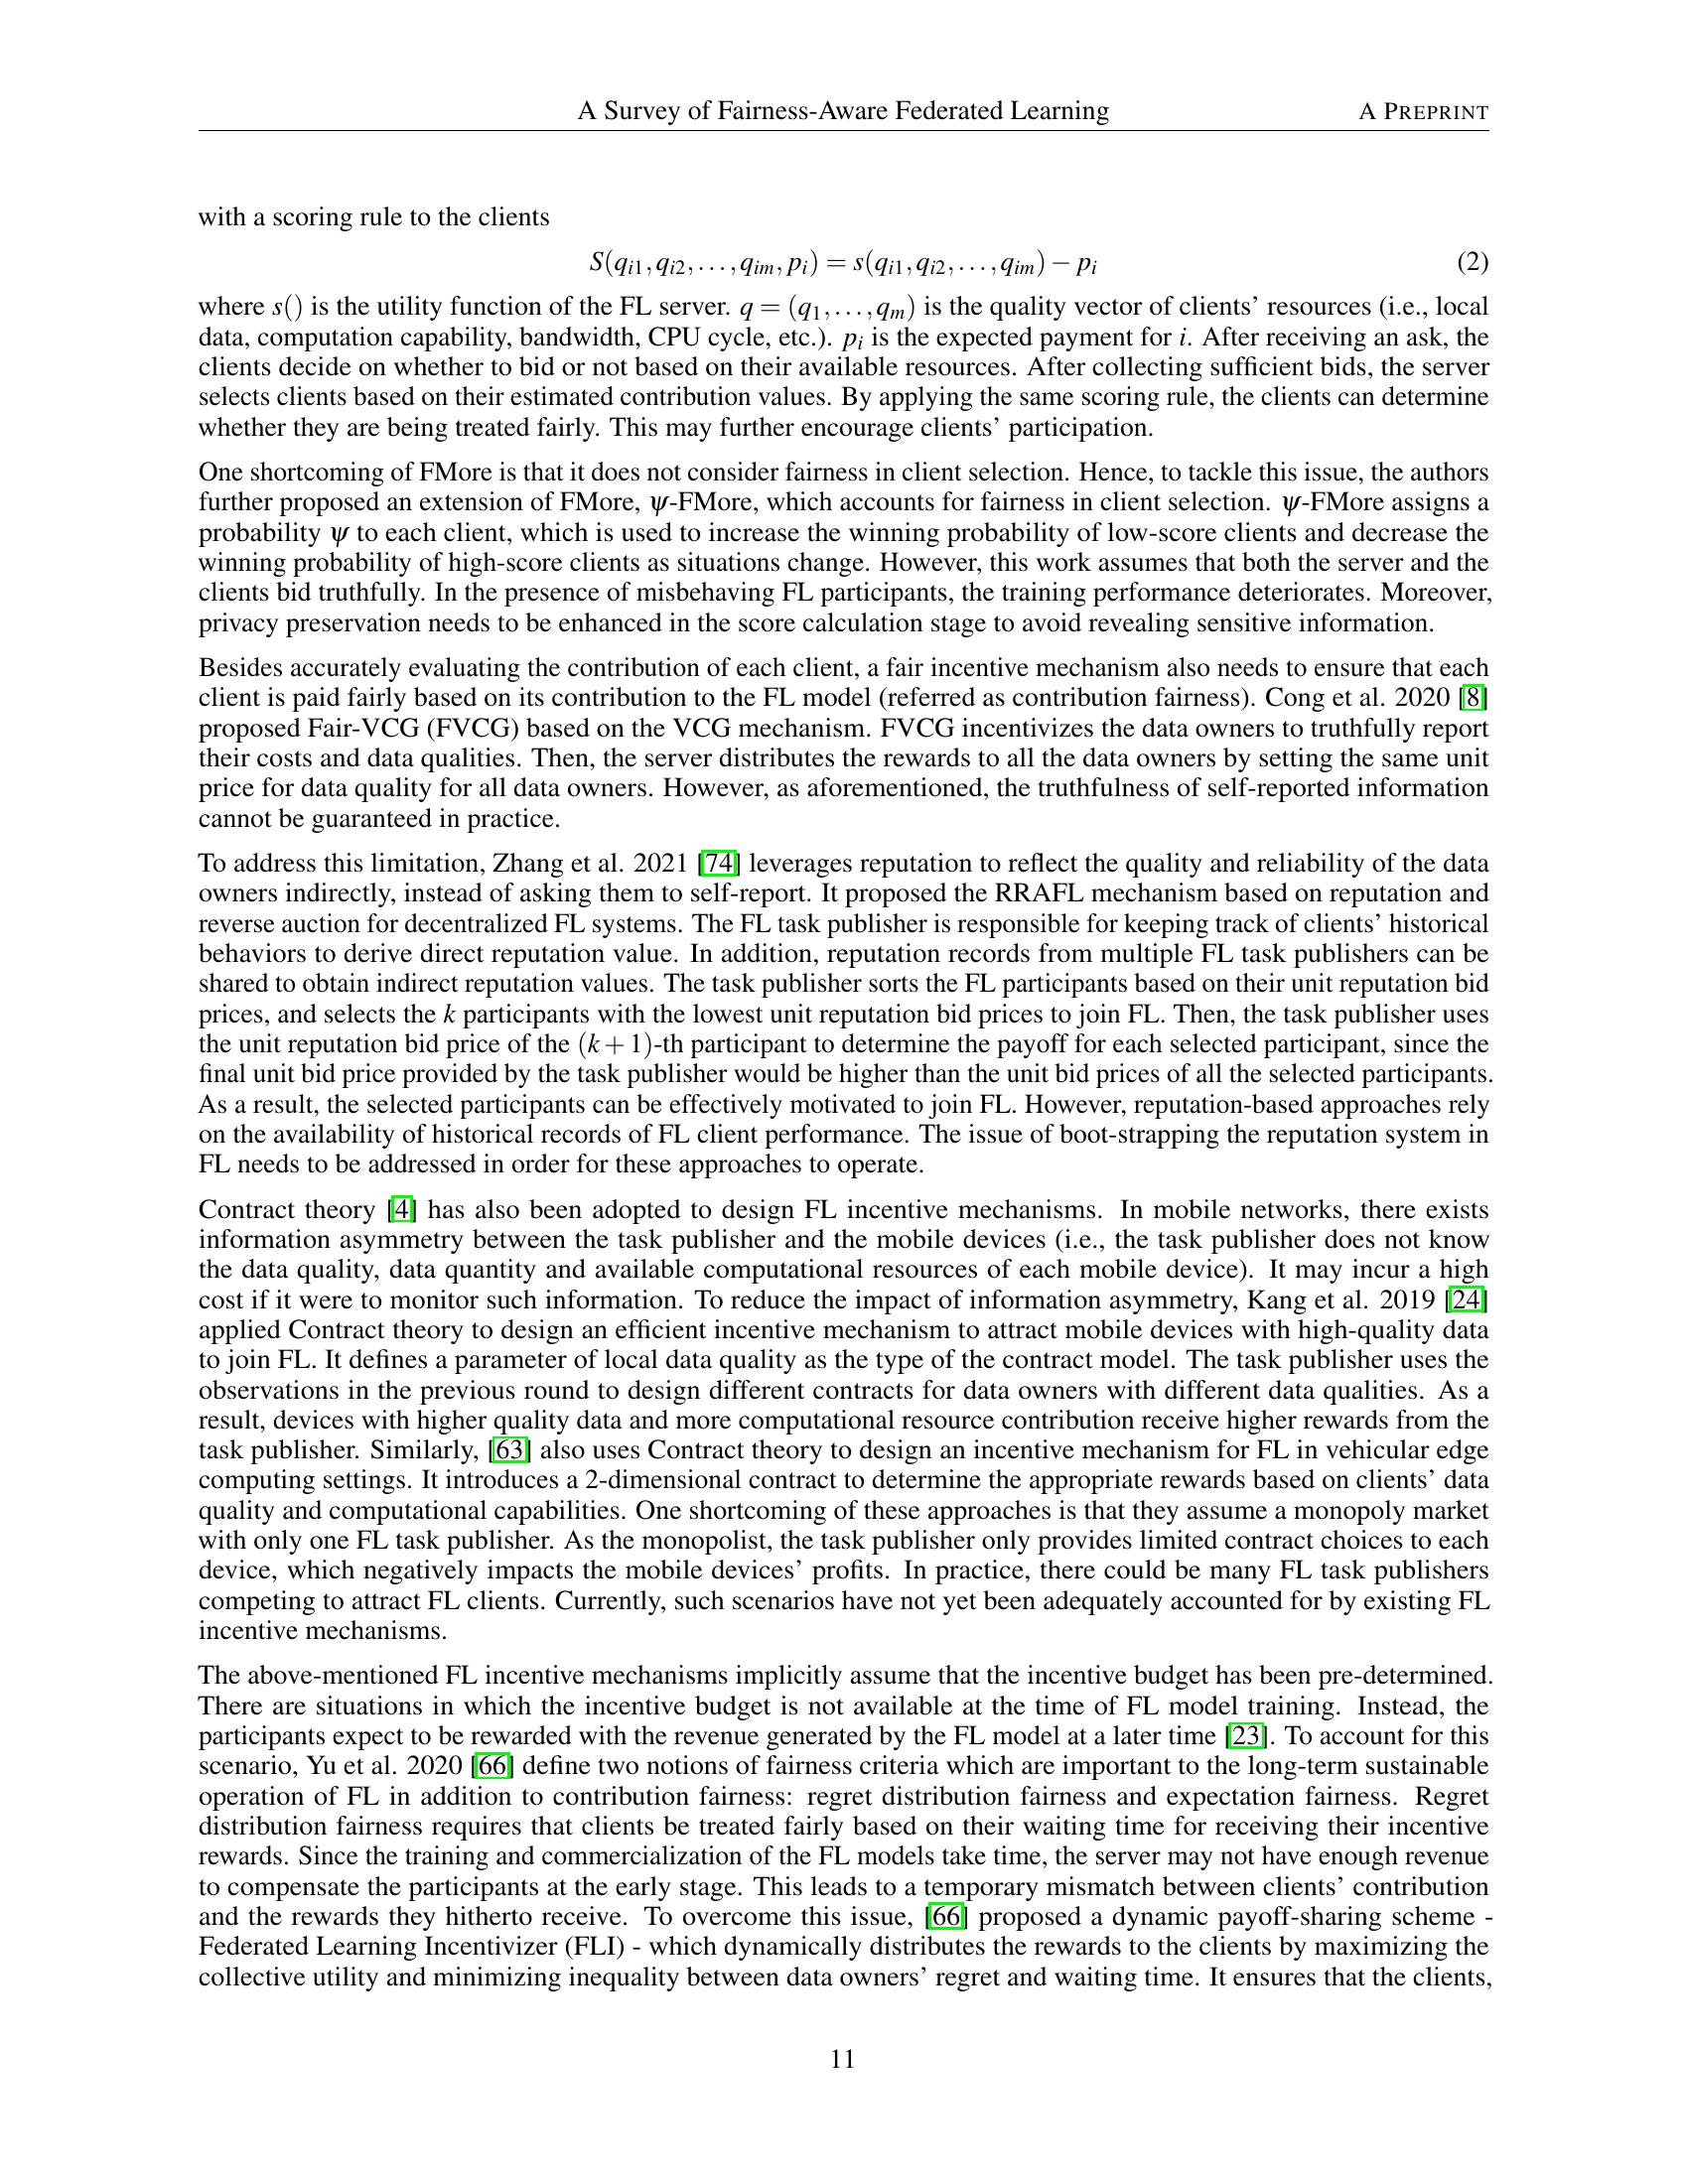 A Survey of Fairness-Aware Federated Learning A PREPRINT
with a scoring rule to the clients
S(q_{i1}, q_{i2}, ..., q_{im}, p_i) = s(q_{i1}, q_{i2}, ..., q_{im}) − p_i (2)
where s() is the utility function of the FL server. q = (q_1, ..., q_m) is the quality vector of clients' resources (i.e., local
data, computation capability, bandwidth, CPU cycle, etc.). p_i is the expected payment for i. After receiving an ask, the
clients decide on whether to bid or not based on their available resources. After collecting sufficient bids, the server
selects clients based on their estimated contribution values. By applying the same scoring rule, the clients can determine
whether they are being treated fairly. This may further encourage clients' participation.
One shortcoming of FMore is that it does not consider fairness in client selection. Hence, to tackle this issue, the authors
further proposed an extension of FMore, ψ-FMore, which accounts for fairness in client selection. ψ-FMore assigns a
probability ψ to each client, which is used to increase the winning probability of low-score clients and decrease the
winning probability of high-score clients as situations change. However, this work assumes that both the server and the
clients bid truthfully. In the presence of misbehaving FL participants, the training performance deteriorates. Moreover,
privacy preservation needs to be enhanced in the score calculation stage to avoid revealing sensitive information.
Besides accurately evaluating the contribution of each client, a fair incentive mechanism also needs to ensure that each
client is paid fairly based on its contribution to the FL model (referred as contribution fairness). Cong et al. 2020 [8]
proposed Fair-VCG (FVCG) based on the VCG mechanism. FVCG incentivizes the data owners to truthfully report
their costs and data qualities. Then, the server distributes the rewards to all the data owners by setting the same unit
price for data quality for all data owners. However, as aforementioned, the truthfulness of self-reported information
cannot be guaranteed in practice.
To address this limitation, Zhang et al. 2021 [74] leverages reputation to reflect the quality and reliability of the data
owners indirectly, instead of asking them to self-report. It proposed the RRAFL mechanism based on reputation and
reverse auction for decentralized FL systems. The FL task publisher is responsible for keeping track of clients' historical
behaviors to derive direct reputation value. In addition, reputation records from multiple FL task publishers can be
shared to obtain indirect reputation values. The task publisher sorts the FL participants based on their unit reputation bid
prices, and selects the k participants with the lowest unit reputation bid prices to join FL. Then, the task publisher uses
the unit reputation bid price of the (k + 1)-th participant to determine the payoff for each selected participant, since the
final unit bid price provided by the task publisher would be higher than the unit bid prices of all the selected participants.
As a result, the selected participants can be effectively motivated to join FL. However, reputation-based approaches rely
on the availability of historical records of FL client performance. The issue of boot-strapping the reputation system in
FL needs to be addressed in order for these approaches to operate.
Contract theory [4] has also been adopted to design FL incentive mechanisms. In mobile networks, there exists
information asymmetry between the task publisher and the mobile devices (i.e., the task publisher does not know
the data quality, data quantity and available computational resources of each mobile device). It may incur a high
cost if it were to monitor such information. To reduce the impact of information asymmetry, Kang et al. 2019 [24]
applied Contract theory to design an efficient incentive mechanism to attract mobile devices with high-quality data
to join FL. It defines a parameter of local data quality as the type of the contract model. The task publisher uses the
observations in the previous round to design different contracts for data owners with different data qualities. As a
result, devices with higher quality data and more computational resource contribution receive higher rewards from the
task publisher. Similarly, [63] also uses Contract theory to design an incentive mechanism for FL in vehicular edge
computing settings. It introduces a 2-dimensional contract to determine the appropriate rewards based on clients' data
quality and computational capabilities. One shortcoming of these approaches is that they assume a monopoly market
with only one FL task publisher. As the monopolist, the task publisher only provides limited contract choices to each
device, which negatively impacts the mobile devices' profits. In practice, there could be many FL task publishers
competing to attract FL clients. Currently, such scenarios have not yet been adequately accounted for by existing FL
incentive mechanisms.
The above-mentioned FL incentive mechanisms implicitly assume that the incentive budget has been pre-determined.
There are situations in which the incentive budget is not available at the time of FL model training. Instead, the
participants expect to be rewarded with the revenue generated by the FL model at a later time [23]. To account for this
scenario, Yu et al. 2020 [66] define two notions of fairness criteria which are important to the long-term sustainable
operation of FL in addition to contribution fairness: regret distribution fairness and expectation fairness. Regret
distribution fairness requires that clients be treated fairly based on their waiting time for receiving their incentive
rewards. Since the training and commercialization of the FL models take time, the server may not have enough revenue
to compensate the participants at the early stage. This leads to a temporary mismatch between clients' contribution
and the rewards they hitherto receive. To overcome this issue, [66] proposed a dynamic payoff-sharing scheme -
Federated Learning Incentivizer (FLI) - which dynamically distributes the rewards to the clients by maximizing the
collective utility and minimizing inequality between data owners' regret and waiting time. It ensures that the clients,
11